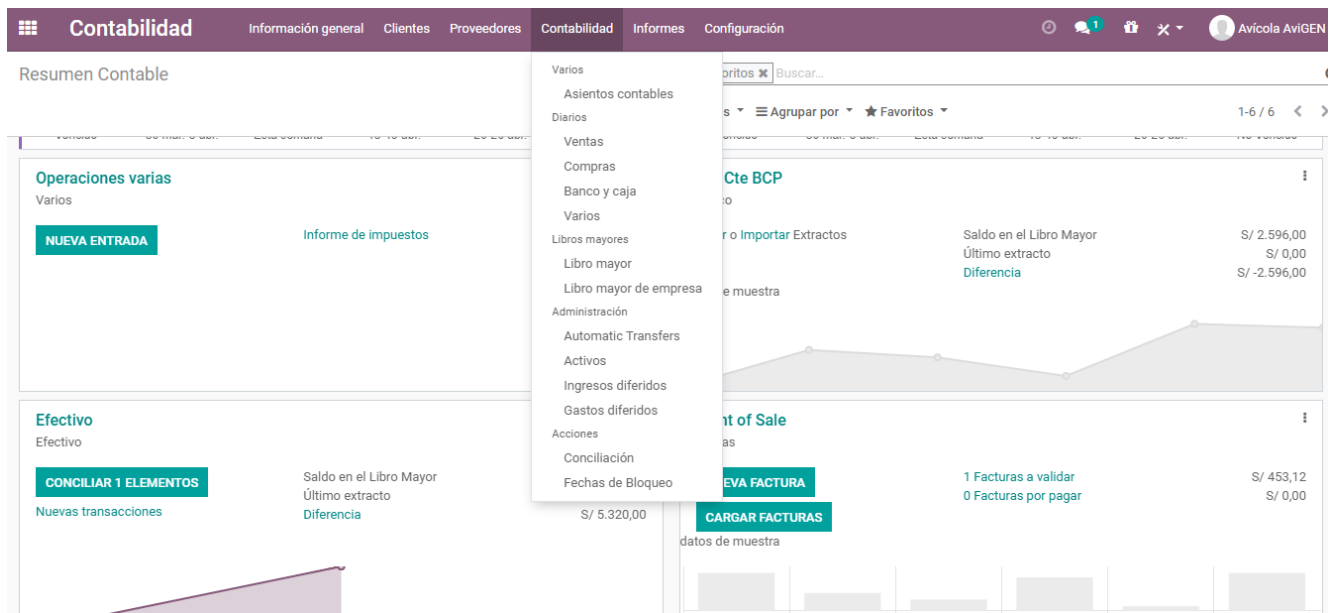 Contabilidad Información general Clientes Proveedores Contabilidad Informes Configuración 1 Avícola AviGEN
Resumen Contable
oritos ✖ Buscar...
s Agrupar por Favoritos 1-6 / 6
Varios
Asientos contables
Diarios
Ventas
Compras
Banco y caja
Varios
Libros mayores
Libro mayor
Libro mayor de empresa
Administración
Automatic Transfers
Activos
Ingresos diferidos
Gastos diferidos
Acciones
Conciliación
Fechas de Bloqueo
Operaciones varias
Varios
NUEVA ENTRADA Informe de impuestos
Cte BCP
o
r o Importar Extractos
Saldo en el Libro Mayor S/ 2.596,00
Último extracto S/ 0,00
Diferencia S/ -2.596,00
e muestra
Efectivo
Efectivo
CONCILIAR 1 ELEMENTOS
Nuevas transacciones
Saldo en el Libro Mayor
Último extracto
Diferencia S/ 5.320,00
nt of Sale
as
EVA FACTURA
CARGAR FACTURAS
1 Facturas a validar S/ 453,12
0 Facturas por pagar S/ 0,00
datos de muestra